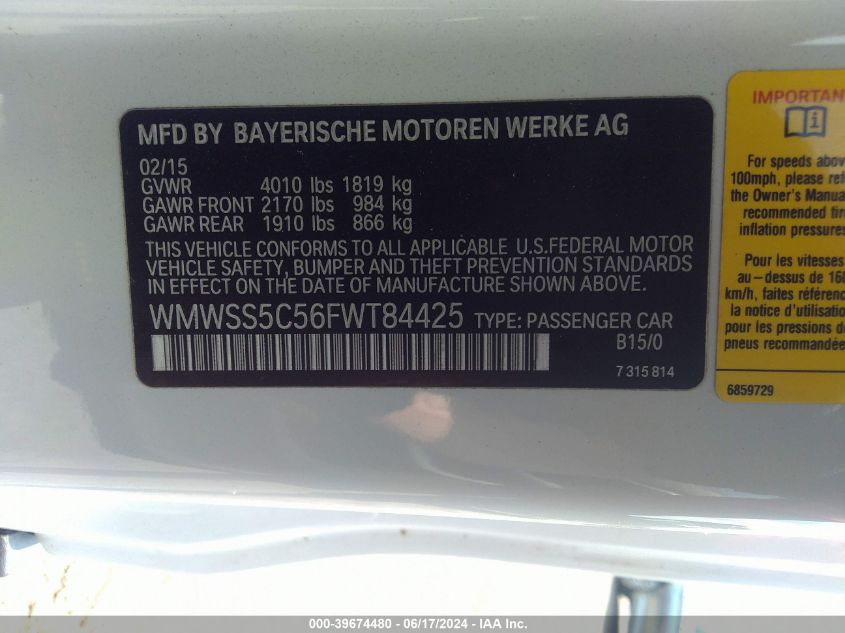 MFD BY BAYERISCHE MOTOREN WERKE AG
02/15
GVWR 4010 lbs 1819 kg
GAWR FRONT 2170 lbs 984 kg
GAWR REAR 1910 lbs 866 kg
THIS VEHICLE CONFORMS TO ALL APPLICABLE U.S.FEDERAL MOTOR
VEHICLE SAFETY, BUMPER AND THEFT PREVENTION STANDARDS
IN EFFECT ON THE DATE OF MANUFACTURE SHOWN ABOVE.
WMWSS5C56FWT84425 TYPE: PASSENGER CAR
B15/0
7 315 814
IMPORTAN
i
For speeds above
100mph, please ref
the Owner's Manua
recommended tir
inflation pressures
Pour les vitesses
au-dessus de 160
km/h, faites référenc
la notice d'utilisation
pour les pressions de
pneus recommandée
6859729
000-39674480 - 06/17/2024 - IAA Inc.